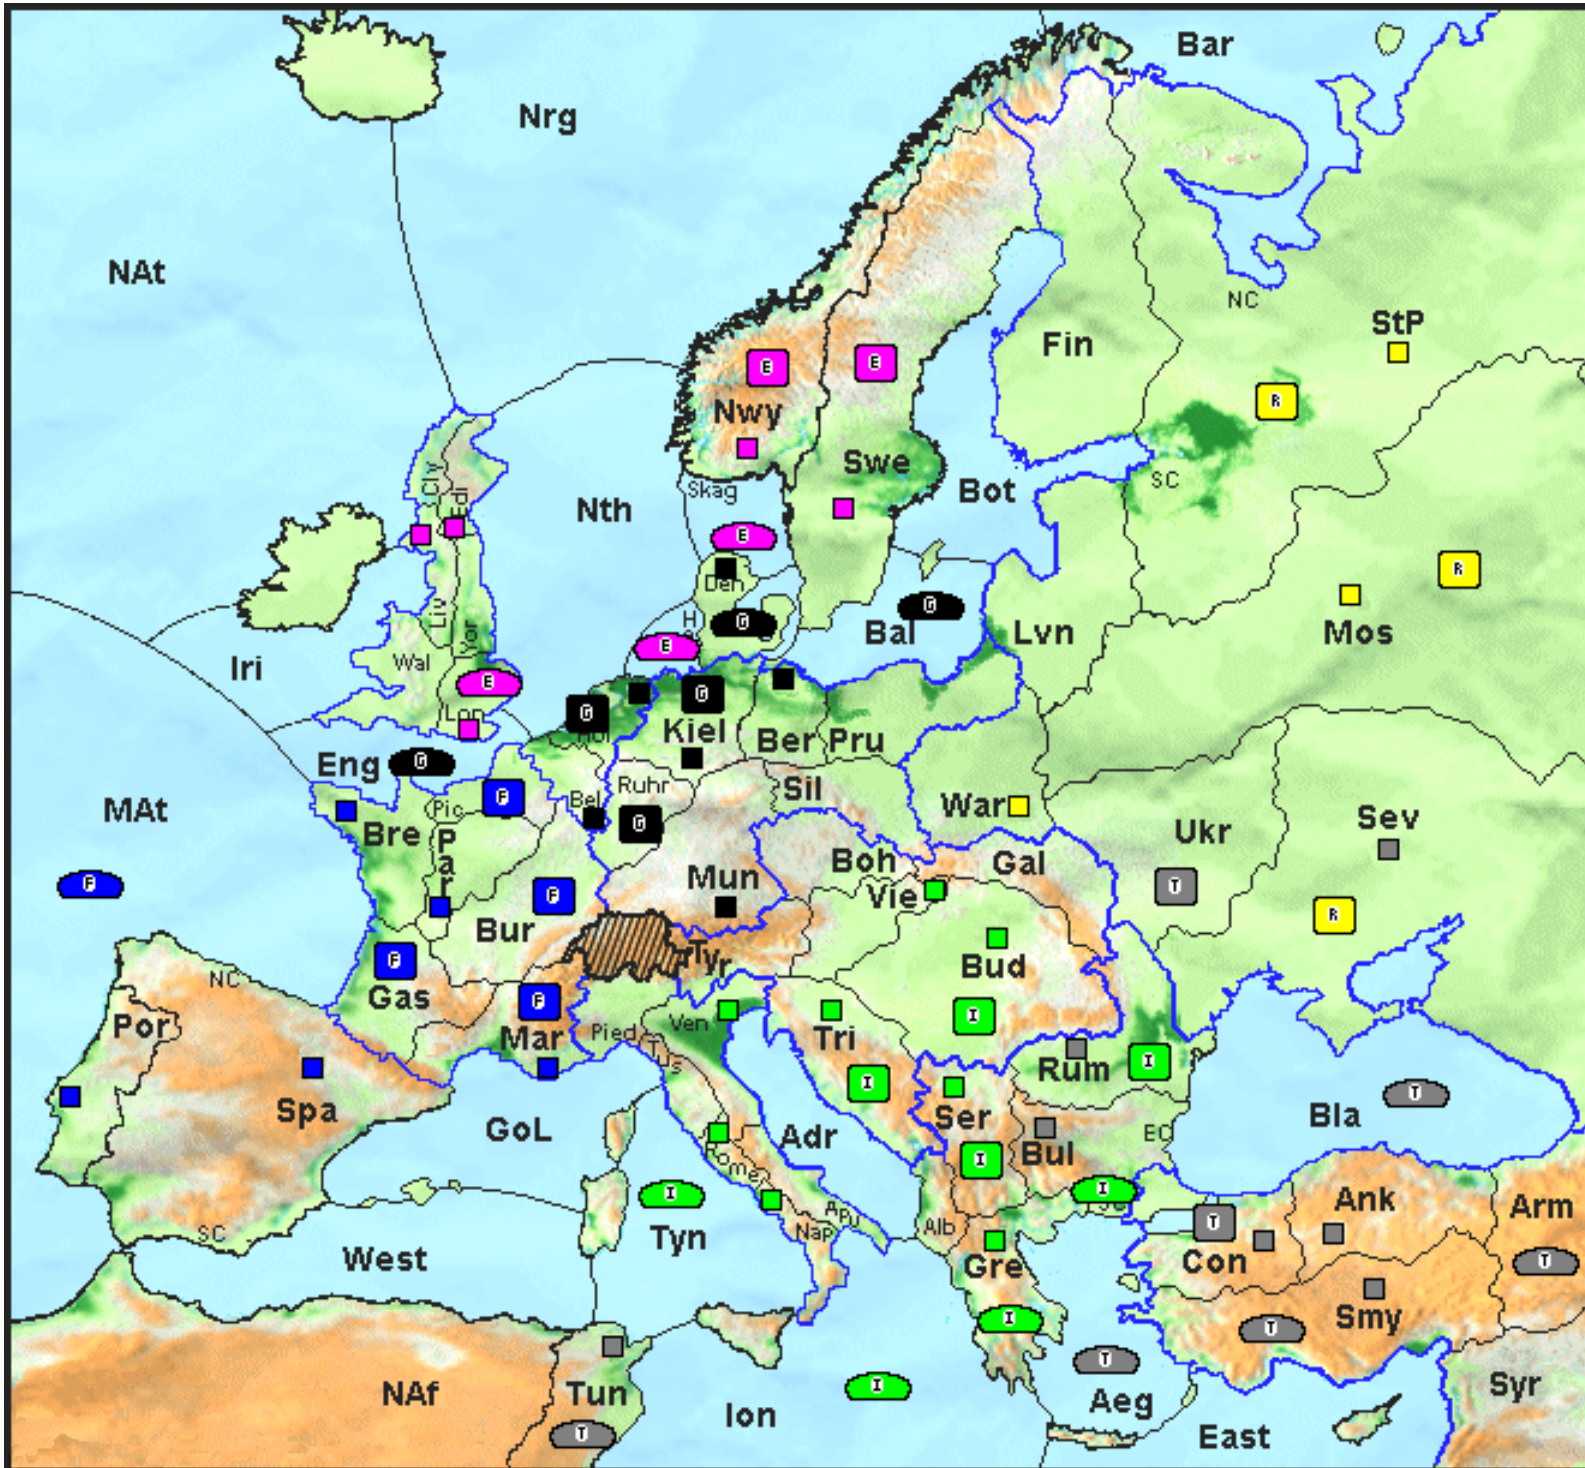 Bar
Nrg
NAt
NC
StP
Fin
E
E
R
Nwy
Cly
Edi
Swe
SC
Skag
Bot
Nth
E
R
Den
G
G
Liv
Yor
H
Bal
Lvn
Mos
Iri
Wal
E
E
G
G
Lon
Hol
Kiel
Ber
Pru
Eng
G
Ruhr
Sil
F
Pic
Bel
War
MAt
Bre
Par
G
Ukr
Sev
Boh
Gal
F
Mun
Vie
T
F
Bur
R
Tyr
Bud
F
Gas
NC
F
Por
Mar
Pied
Ven
Tri
I
Tus
Rum
I
I
Ser
T
Spa
GoL
Adr
Bul
EC
Bla
Rome
I
I
I
Ank
Arm
SC
Tyn
Nap
Apu
Alb
T
West
Gre
Con
T
I
T
Smy
T
I
NAf
Tun
Ion
Aeg
Syr
T
East